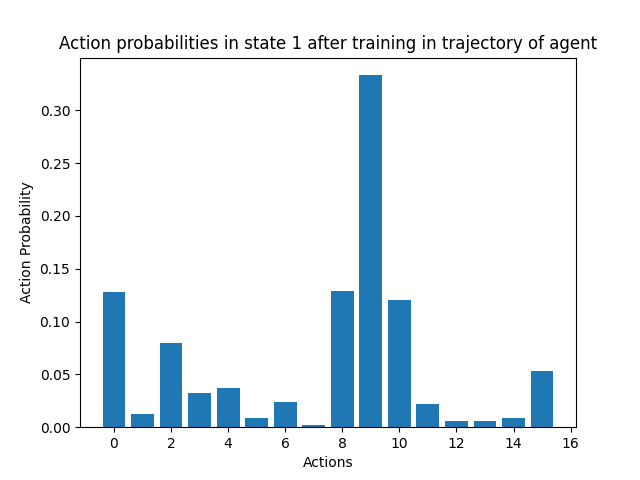 Action probabilities in state 1 after training in trajectory of agent
0.30
0.25
0.20
0.15
0.10
0.05
0.00
Action Probability
0 2 4 6 8 10 12 14 16
Actions